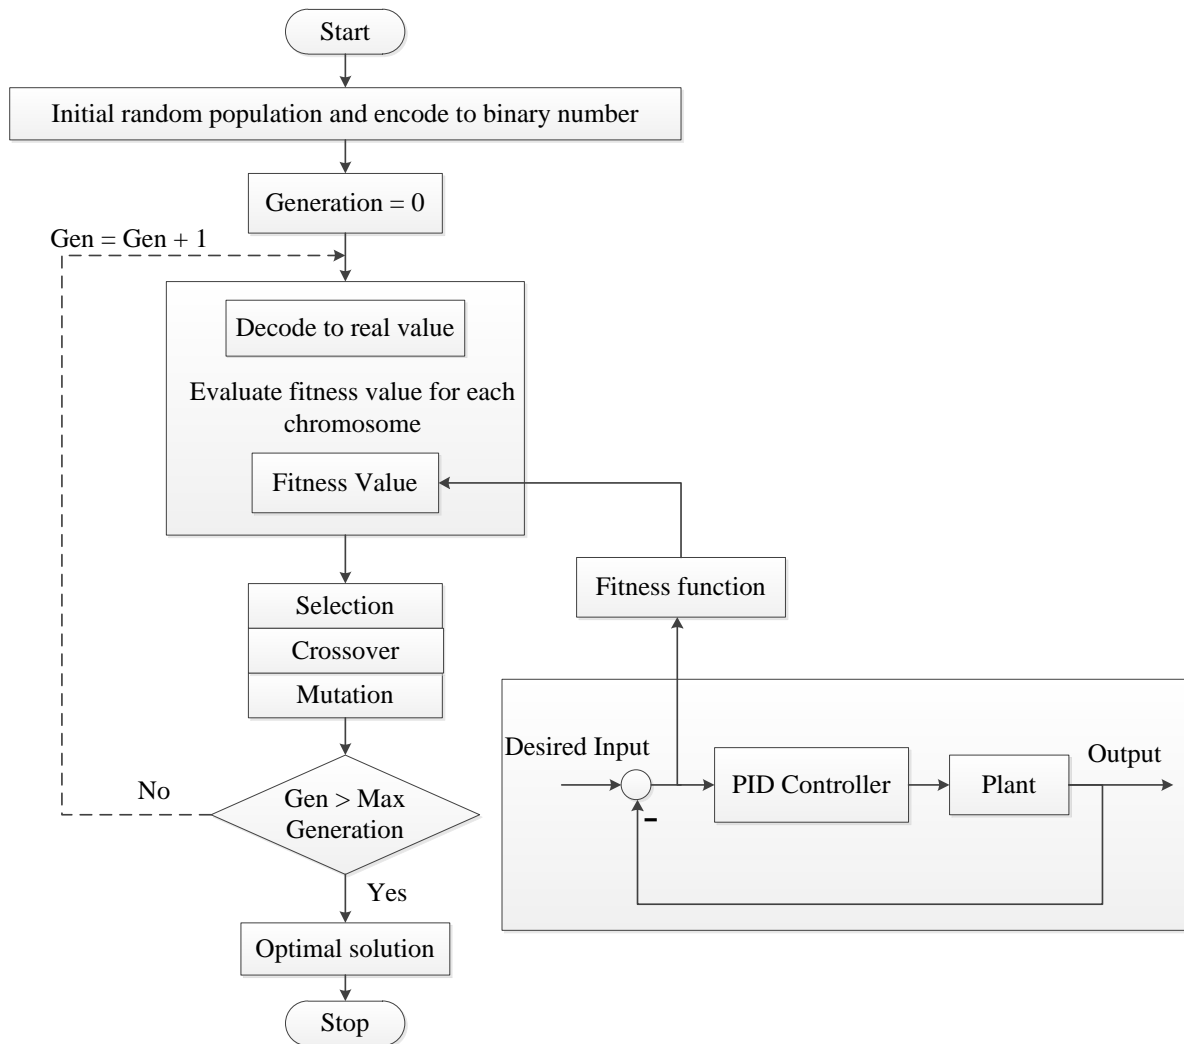 Start
Initial random population and encode to binary number
Generation = 0
Gen = Gen + 1
Decode to real value
Evaluate fitness value for each
chromosome
Fitness Value
Fitness function
Selection
Crossover
Mutation
Desired Input
PID Controller
Plant
Output
-
No
Gen > Max
Generation
Yes
Optimal solution
Stop